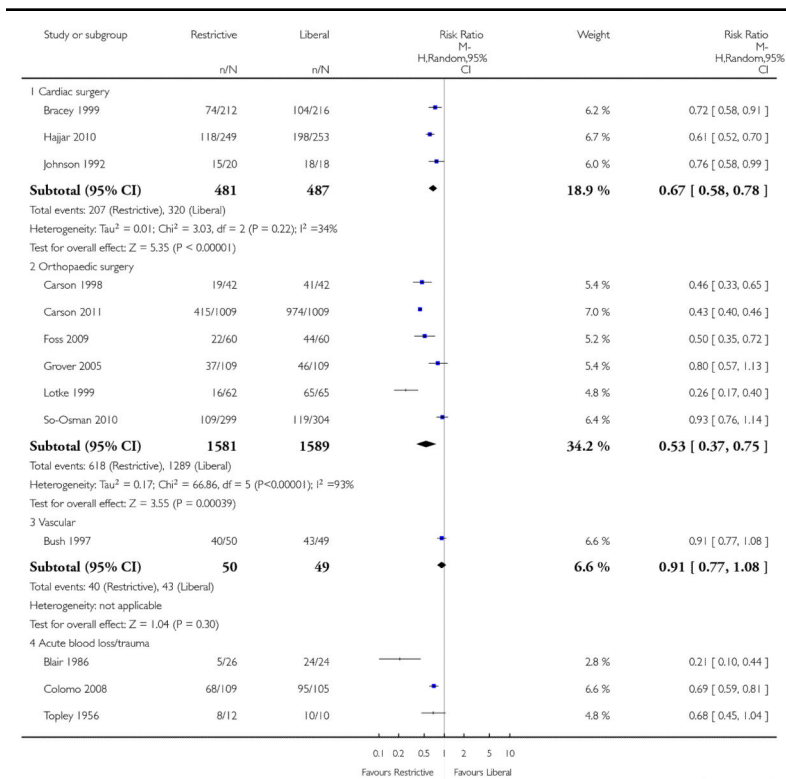 Study or subgroup Restrictive Liberal Risk Ratio Weight Risk Ratio
M- M-
H,Random,95% H,Random,95%
n/N n/N CI CI
1 Cardiac surgery
Bracey 1999 74/212 104/216 6.2 % 0.72 [ 0.58, 0.91 ]
Hajjar 2010 118/249 198/253 6.7 % 0.61 [ 0.52, 0.70 ]
Johnson 1992 15/20 18/18 6.0 % 0.76 [ 0.58, 0.99 ]
Subtotal (95% CI) 481 487 18.9 % 0.67 [ 0.58, 0.78 ]
Total events: 207 (Restrictive), 320 (Liberal)
Heterogeneity: Tau² = 0.01; Chi² = 3.03, df = 2 (P = 0.22); I² =34%
Test for overall effect: Z = 5.35 (P < 0.00001)
2 Orthopaedic surgery
Carson 1998 19/42 41/42 5.4 % 0.46 [ 0.33, 0.65 ]
Carson 2011 415/1009 974/1009 7.0 % 0.43 [ 0.40, 0.46 ]
Foss 2009 22/60 44/60 5.2 % 0.50 [ 0.35, 0.72 ]
Grover 2005 37/109 46/109 5.4 % 0.80 [ 0.57, 1.13 ]
Lotke 1999 16/62 65/65 4.8 % 0.26 [ 0.17, 0.40 ]
So-Osman 2010 109/299 119/304 6.4 % 0.93 [ 0.76, 1.14 ]
Subtotal (95% CI) 1581 1589 34.2 % 0.53 [ 0.37, 0.75 ]
Total events: 618 (Restrictive), 1289 (Liberal)
Heterogeneity: Tau² = 0.17; Chi² = 66.86, df = 5 (P<0.00001); I² =93%
Test for overall effect: Z = 3.55 (P = 0.00039)
3 Vascular
Bush 1997 40/50 43/49 6.6 % 0.91 [ 0.77, 1.08 ]
Subtotal (95% CI) 50 49 6.6 % 0.91 [ 0.77, 1.08 ]
Total events: 40 (Restrictive), 43 (Liberal)
Heterogeneity: not applicable
Test for overall effect: Z = 1.04 (P = 0.30)
4 Acute blood loss/trauma
Blair 1986 5/26 24/24 2.8 % 0.21 [ 0.10, 0.44 ]
Colomo 2008 68/109 95/105 6.6 % 0.69 [ 0.59, 0.81 ]
Topley 1956 8/12 10/10 4.8 % 0.68 [ 0.45, 1.04 ]
0.1 0.2 0.5 1 2 5 10
Favours Restrictive Favours Liberal